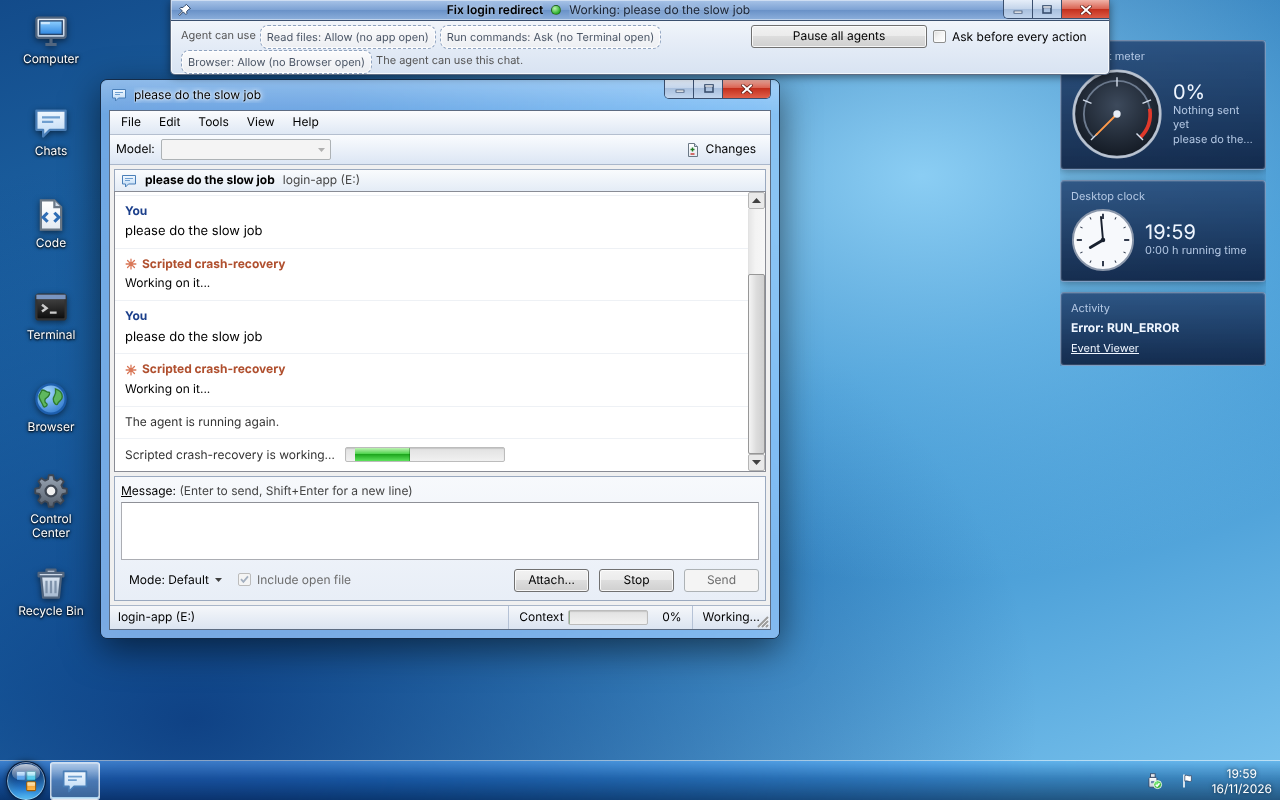 Fix login redirect Working: please do the slow job
Agent can use Read files: Allow (no app open) Run commands: Ask (no Terminal open)
Browser: Allow (no Browser open) The agent can use this chat.
Pause all agents Ask before every action
Computer
Chats
Code
Terminal
Browser
Control
Center
Recycle Bin
please do the slow job
File Edit Tools View Help
Model: Changes
please do the slow job login-app (E:)
You
please do the slow job
Scripted crash-recovery
Working on it...
You
please do the slow job
Scripted crash-recovery
Working on it...
The agent is running again.
Scripted crash-recovery is working...
Message: (Enter to send, Shift+Enter for a new line)
Mode: Default Include open file Attach... Stop Send
login-app (E:) Context 0% Working...
meter
0%
Nothing sent
yet
please do the...
Desktop clock
19:59
0:00 h running time
Activity
Error: RUN_ERROR
Event Viewer
19:59
16/11/2026